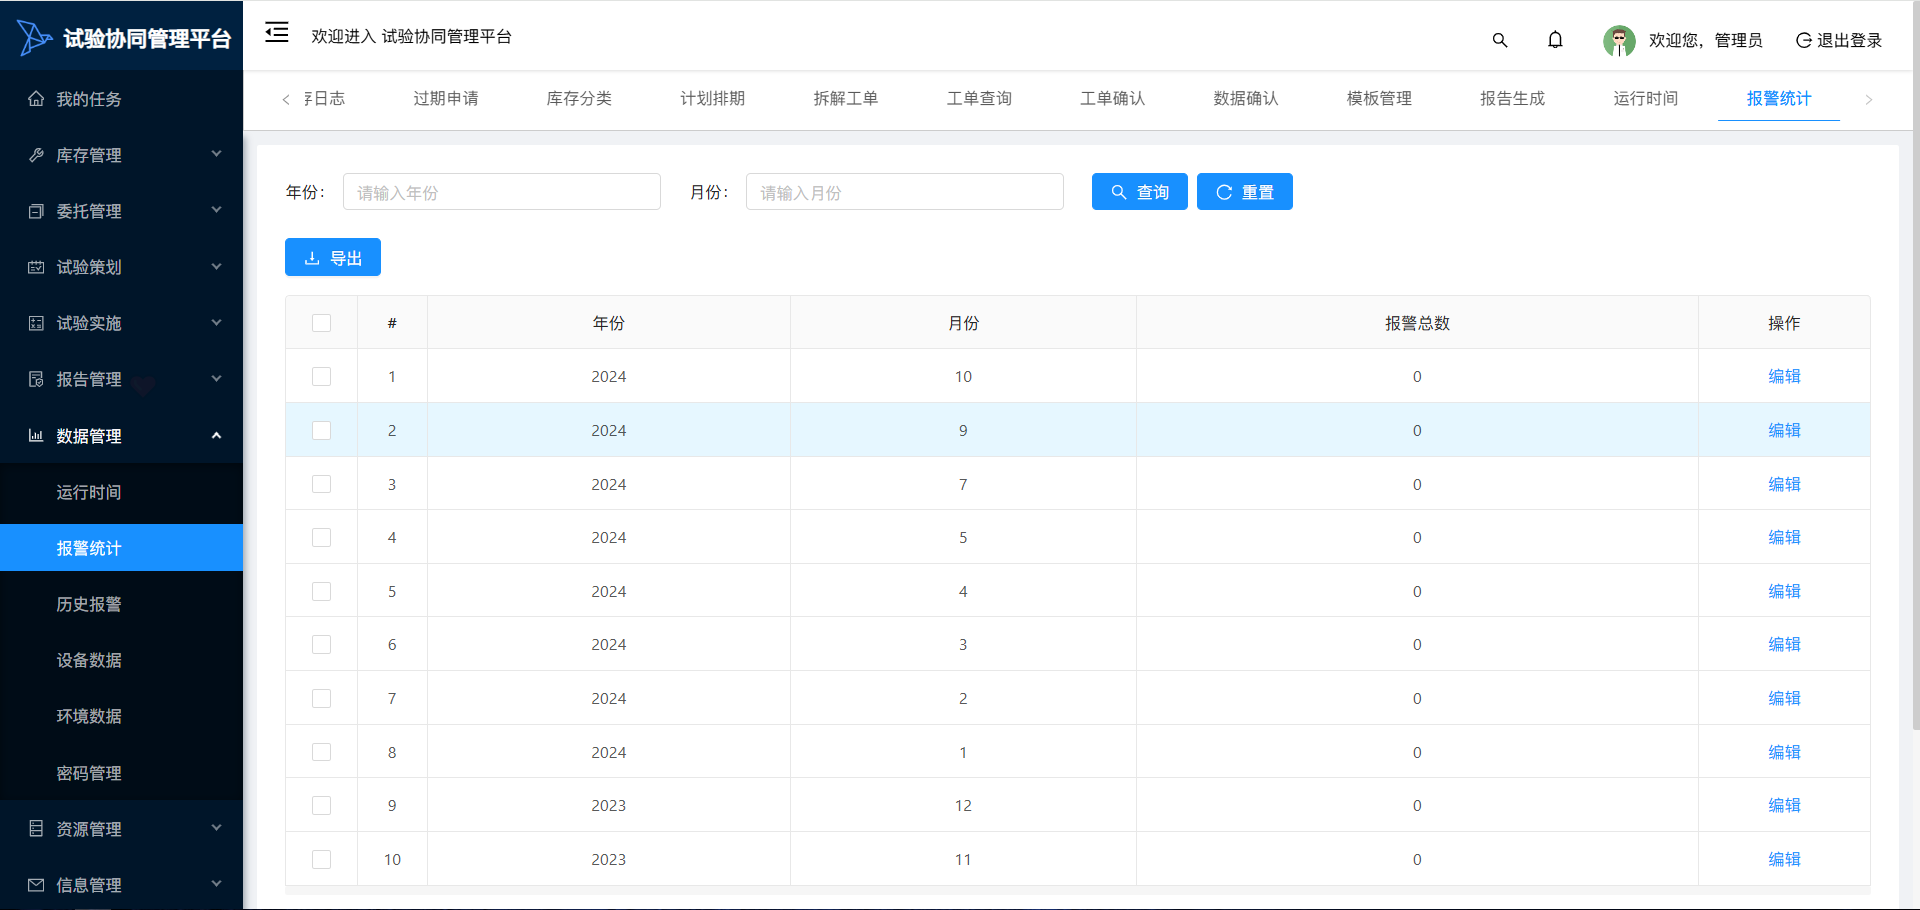 试验协同管理平台
欢迎进入 试验协同管理平台
欢迎您，管理员
退出登录
我的任务
库存管理
委托管理
试验策划
试验实施
报告管理
数据管理
运行时间
报警统计
历史报警
设备数据
环境数据
密码管理
资源管理
信息管理
日志 过期申请 库存分类 计划排期 拆解工单 工单查询 工单确认 数据确认 模板管理 报告生成 运行时间 报警统计
年份： 请输入年份 月份： 请输入月份 查询 重置
导出
# 年份 月份 报警总数 操作
1 2024 10 0 编辑
2 2024 9 0 编辑
3 2024 7 0 编辑
4 2024 5 0 编辑
5 2024 4 0 编辑
6 2024 3 0 编辑
7 2024 2 0 编辑
8 2024 1 0 编辑
9 2023 12 0 编辑
10 2023 11 0 编辑